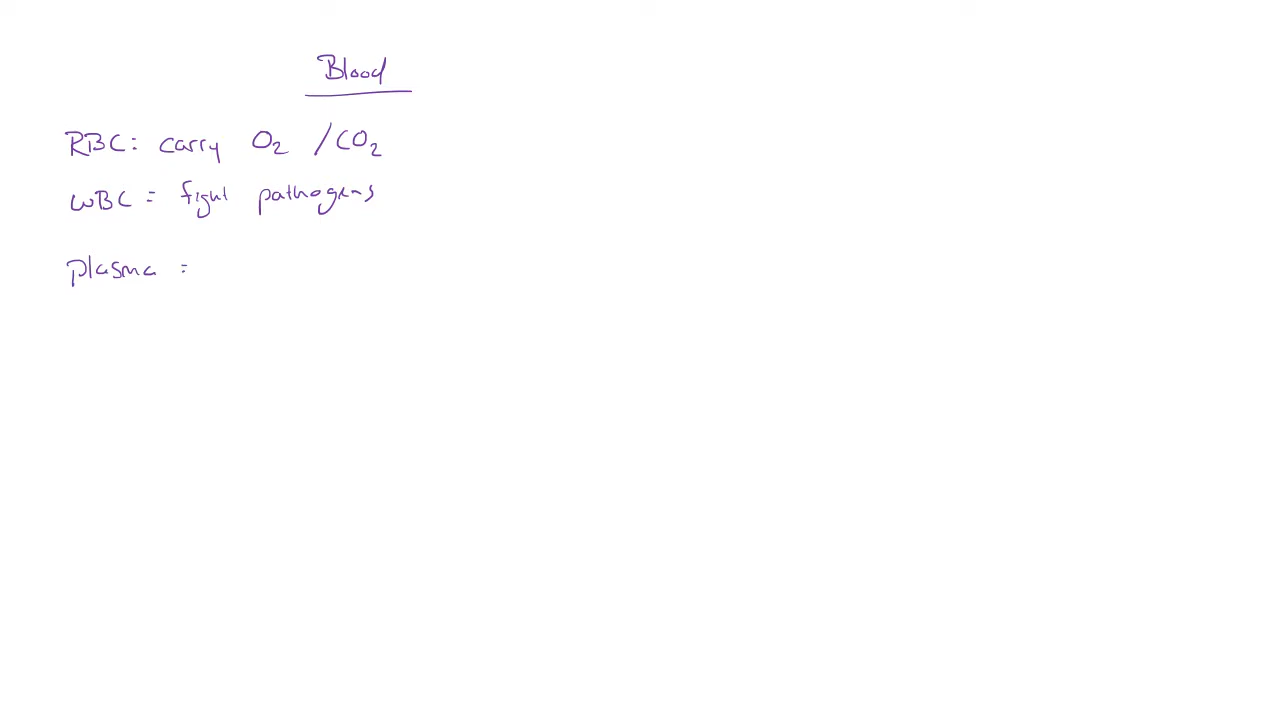 Blood
RBC: carry O₂ /CO₂
WBC: fight pathogens
plasma: